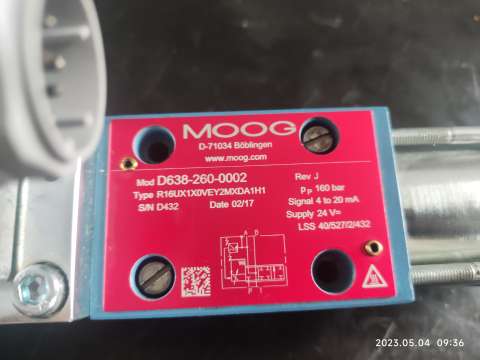 MOOG
D-71034 Böblingen
www.moog.com
Mod D638-260-0002 Rev J
Type R16UX1X0VEY2MXDA1H1 pP 160 bar
S/N D432 Date 02/17 Signal 4 to 20 mA
Supply 24 V=
LSS 40/527/2/432
2023.05.04 09:36